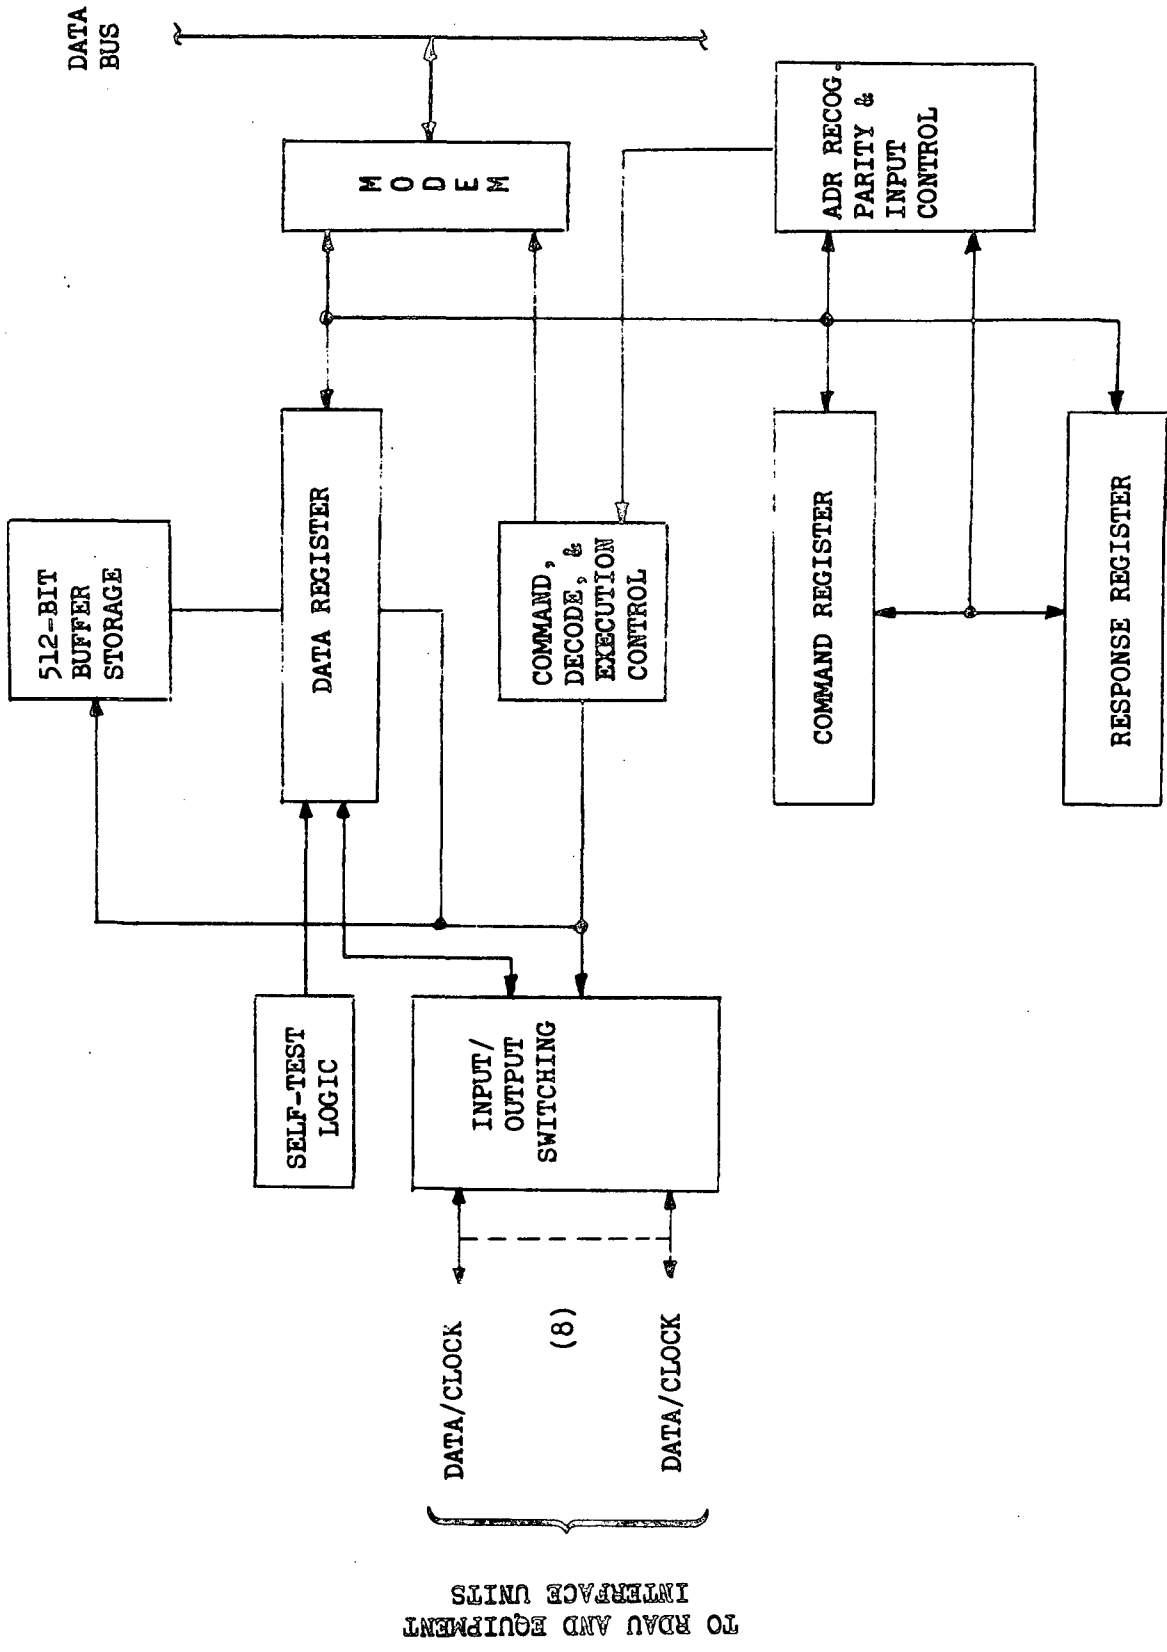 DATA
BUS
MODEM
ADR RECOG.
PARITY &
INPUT
CONTROL
512-BIT
BUFFER
STORAGE
DATA REGISTER
COMMAND,
DECODE, &
EXECUTION
CONTROL
COMMAND REGISTER
RESPONSE REGISTER
SELF-TEST
LOGIC
INPUT/
OUTPUT
SWITCHING
DATA/CLOCK
(8)
DATA/CLOCK
TO RDAU AND EQUIPMENT
INTERFACE UNITS